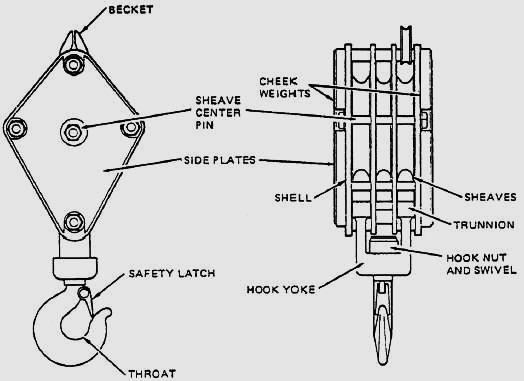 BECKET
SHEAVE
CENTER
PIN
SIDE PLATES
SAFETY LATCH
THROAT
CHEEK
WEIGHTS
SHELL
SHEAVES
TRUNNION
HOOK NUT
AND SWIVEL
HOOK YOKE